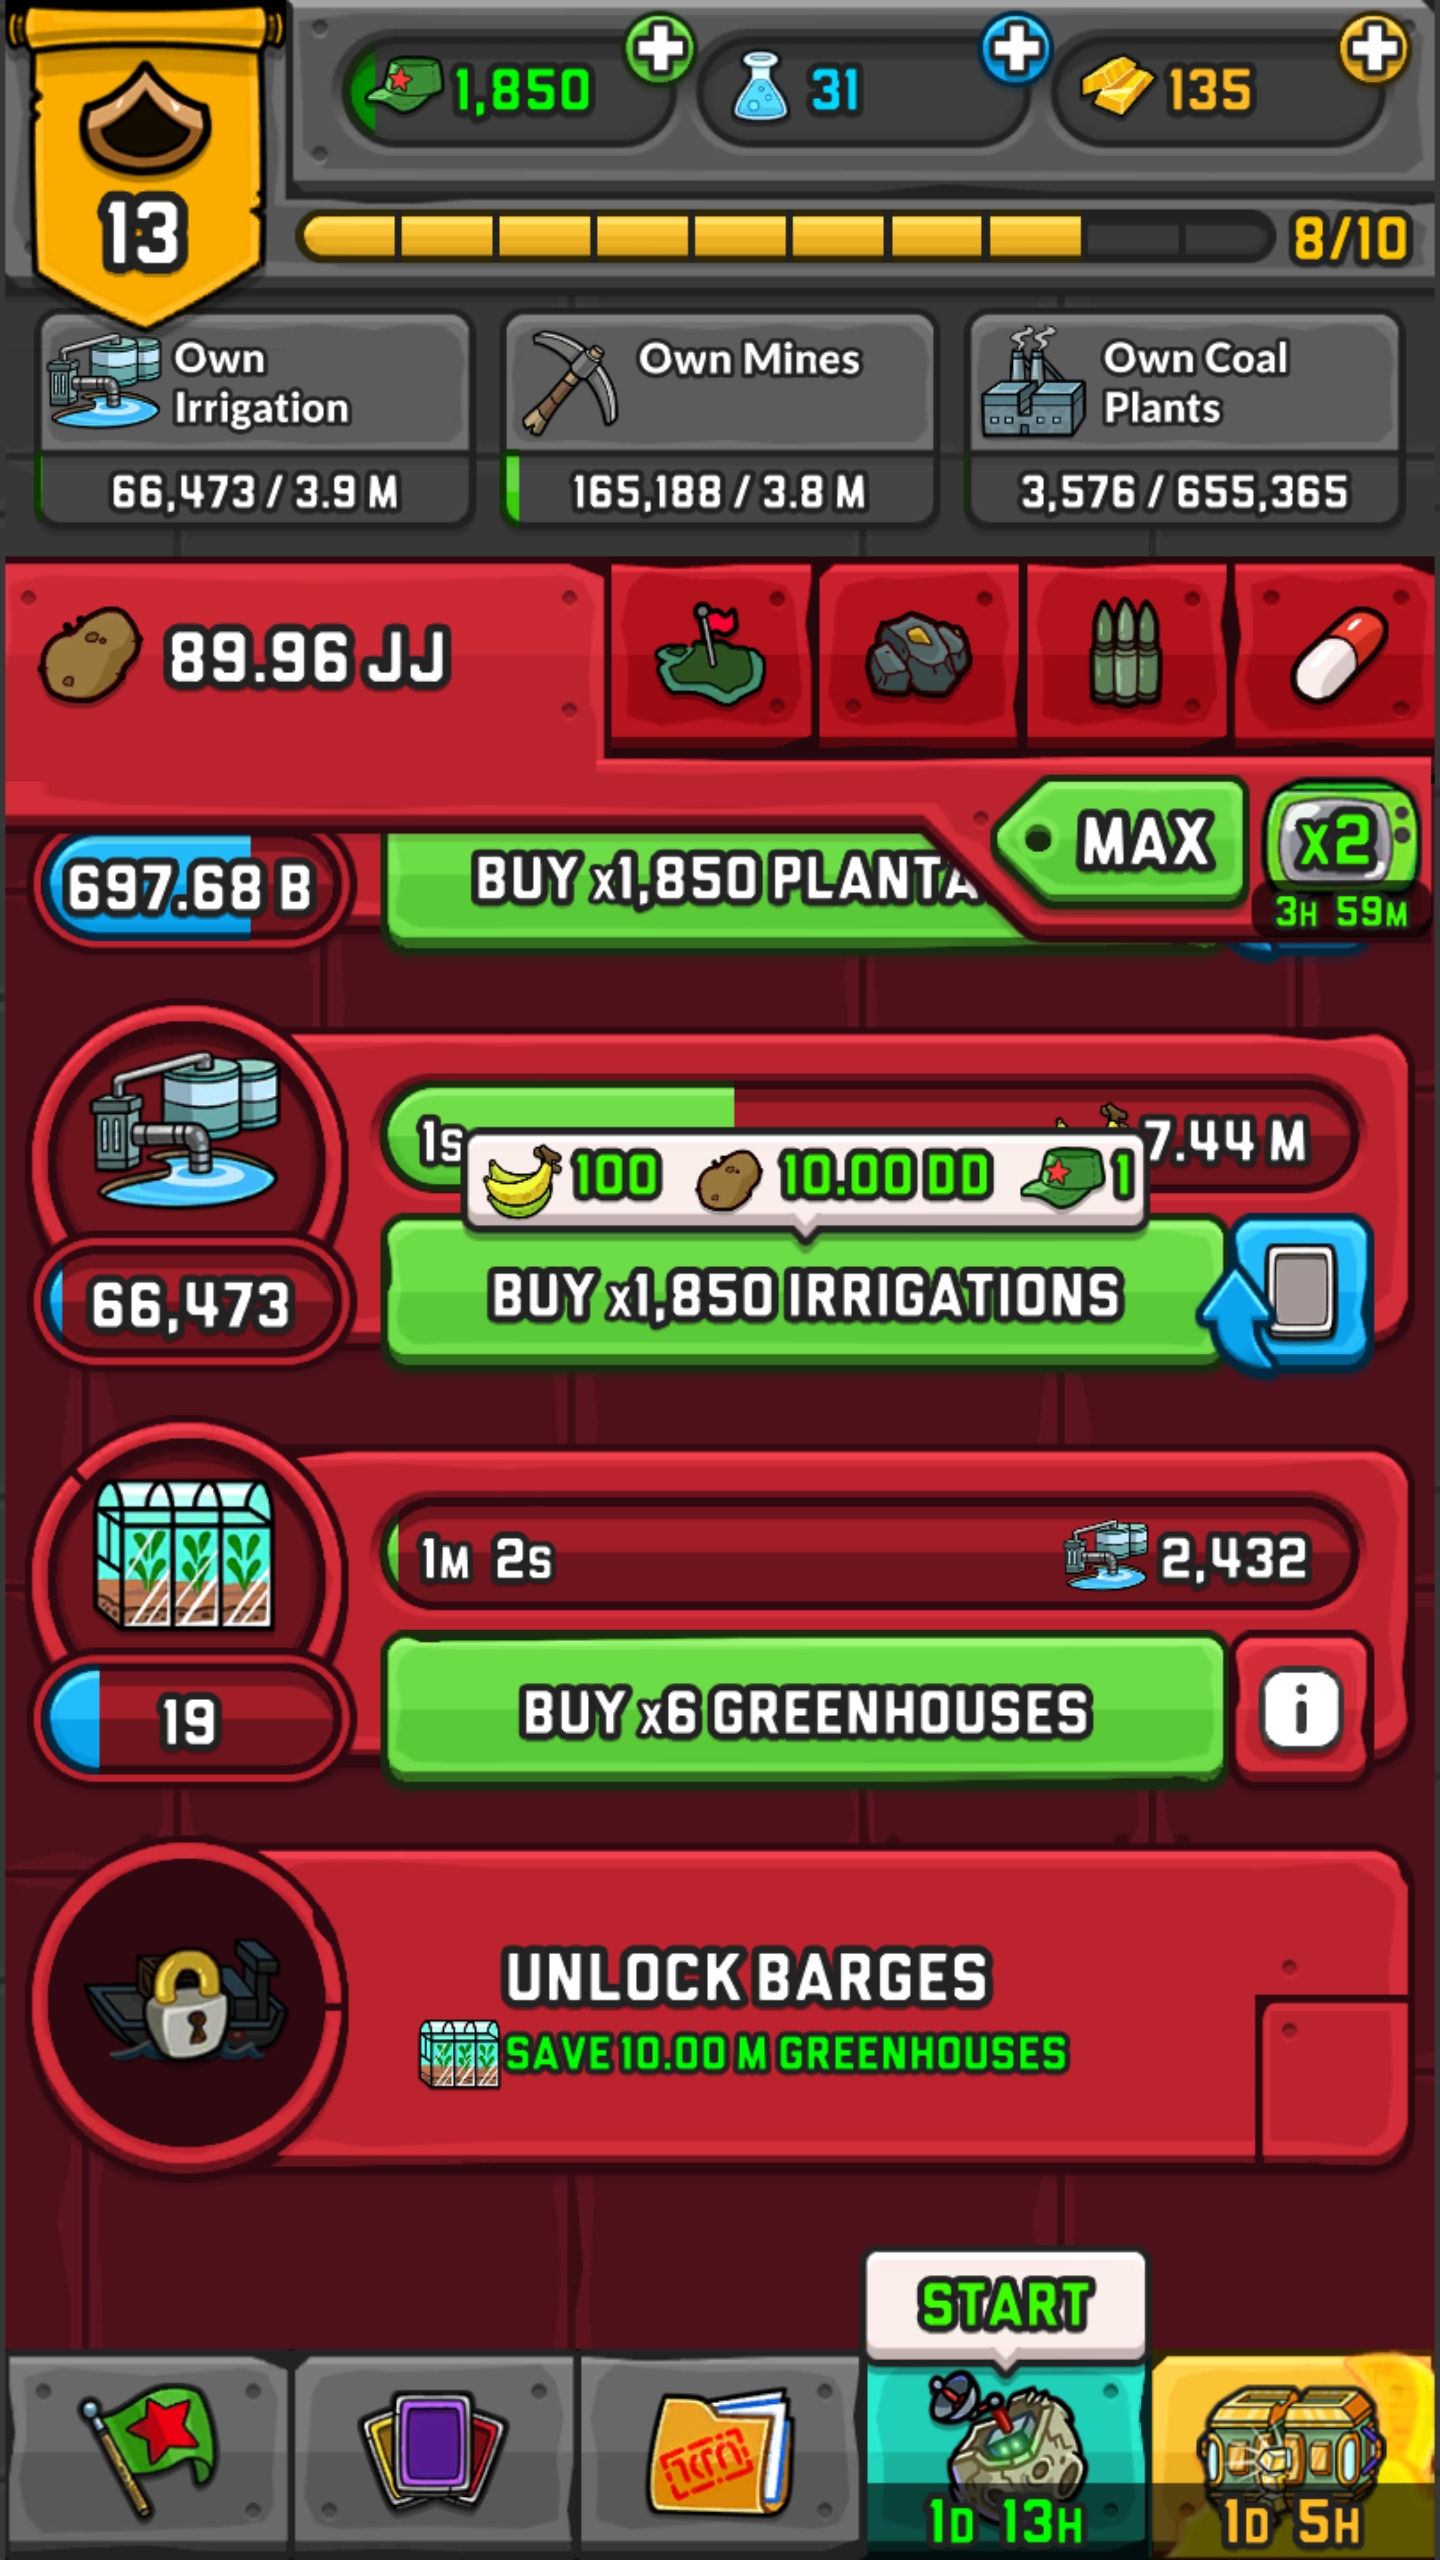 1,850
31
135
13
8/10
Own
Irrigation
66,473 / 3.9 M
Own Mines
165,188 / 3.8 M
Own Coal
Plants
3,576 / 655,365
89.96 JJ
MAX
x2
3H 59M
697.68 B
BUY x1,850 PLANTA
1s
7.44 M
100
10.00 DD
1
66,473
BUY x1,850 IRRIGATIONS
1M 2S
2,432
19
BUY x6 GREENHOUSES
i
UNLOCK BARGES
SAVE 10.00 M GREENHOUSES
START
1D 13H
1D 5H